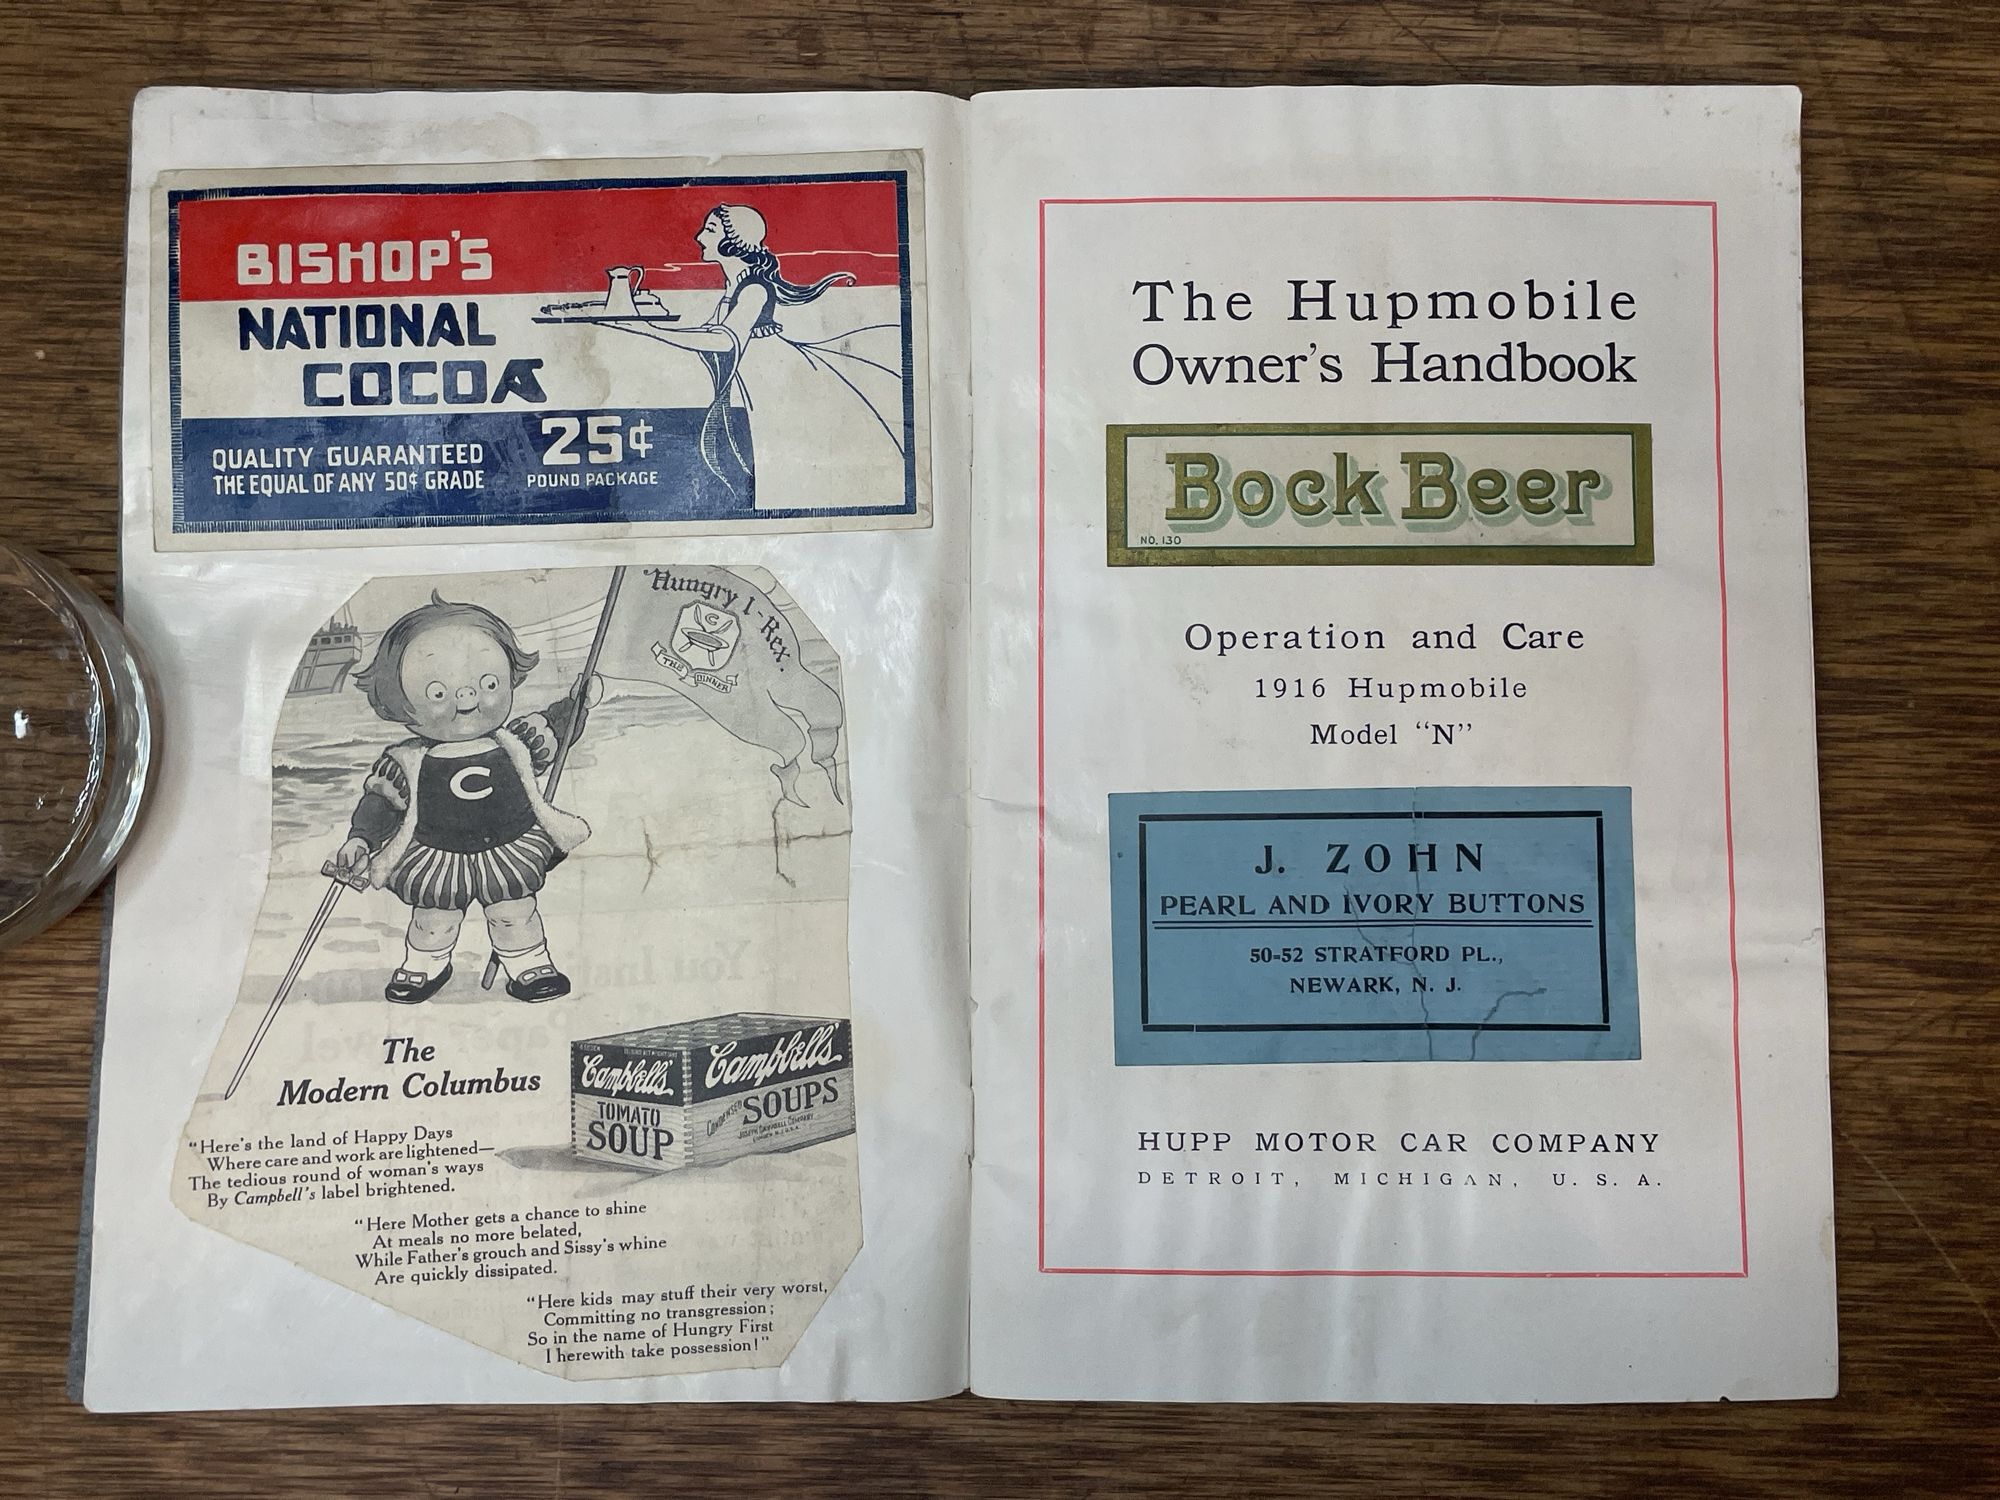 BISHOP'S
NATIONAL
COCOA
QUALITY GUARANTEED
THE EQUAL OF ANY 50¢ GRADE
25¢
POUND PACKAGE
Hungry I-Rex.
C
THE DINNER
C
The
Modern Columbus
Campbell's
TOMATO
SOUP
Campbell's
CONDENSED
SOUPS
JOSEPH CAMPBELL COMPANY
CAMDEN N.J. U.S.A.
"Here's the land of Happy Days
Where care and work are lightened—
The tedious round of woman's ways
By Campbell's label brightened.
"Here Mother gets a chance to shine
At meals no more belated,
While Father's grouch and Sissy's whine
Are quickly dissipated.
"Here kids may stuff their very worst,
Committing no transgression;
So in the name of Hungry First
I herewith take possession!"
The Hupmobile
Owner's Handbook
Bock Beer
NO. 130
Operation and Care
1916 Hupmobile
Model "N"
J. ZOHN
PEARL AND IVORY BUTTONS
50-52 STRATFORD PL.,
NEWARK, N. J.
HUPP MOTOR CAR COMPANY
DETROIT, MICHIGAN, U. S. A.